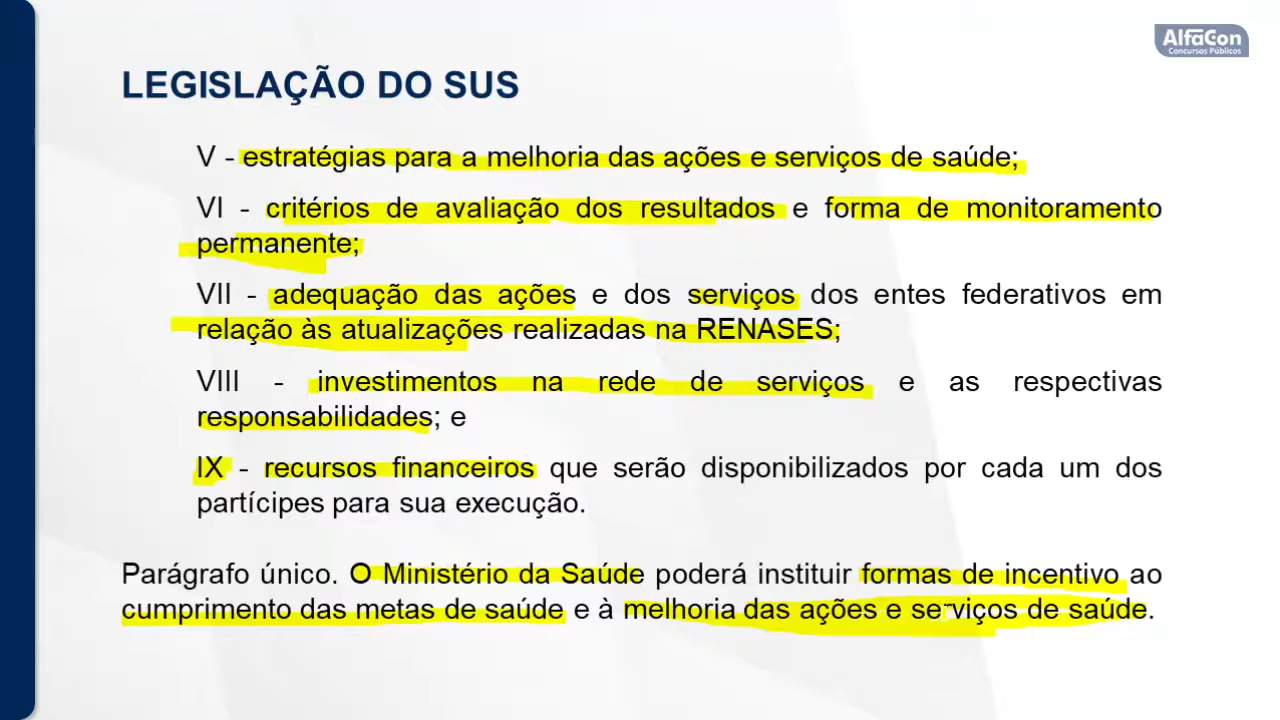 AlfaCon
Concursos Públicos
LEGISLAÇÃO DO SUS
V - estratégias para a melhoria das ações e serviços de saúde;
VI - critérios de avaliação dos resultados e forma de monitoramento
permanente;
VII - adequação das ações e dos serviços dos entes federativos em
relação às atualizações realizadas na RENASES;
VIII - investimentos na rede de serviços e as respectivas
responsabilidades; e
IX - recursos financeiros que serão disponibilizados por cada um dos
partícipes para sua execução.
Parágrafo único. O Ministério da Saúde poderá instituir formas de incentivo ao
cumprimento das metas de saúde e à melhoria das ações e serviços de saúde.